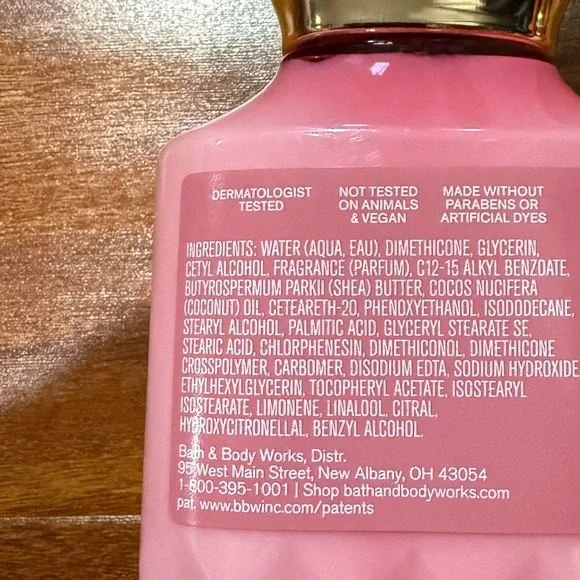 DERMATOLOGIST
TESTED
NOT TESTED
ON ANIMALS
& VEGAN
MADE WITHOUT
PARABENS OR
ARTIFICIAL DYES
INGREDIENTS: WATER (AQUA, EAU), DIMETHICONE, GLYCERIN,
CETYL ALCOHOL, FRAGRANCE (PARFUM), C12-15 ALKYL BENZOATE,
BUTYROSPERMUM PARKII (SHEA) BUTTER, COCOS NUCIFERA
(COCONUT) OIL, CETEARETH-20, PHENOXYETHANOL, ISODODECANE,
STEARYL ALCOHOL, PALMITIC ACID, GLYCERYL STEARATE SE,
STEARIC ACID, CHLORPHENESIN, DIMETHICONOL, DIMETHICONE
CROSSPOLYMER, CARBOMER, DISODIUM EDTA, SODIUM HYDROXIDE
ETHYLHEXYLGLYCERIN, TOCOPHERYL ACETATE, ISOSTEARYL
ISOSTEARATE, LIMONENE, LINALOOL, CITRAL,
HYDROXYCITRONELLAL, BENZYL ALCOHOL.
Bath & Body Works, Distr.
95 West Main Street, New Albany, OH 43054
1-800-395-1001 | Shop bathandbodyworks.com
pat. www.bbwinc.com/patents